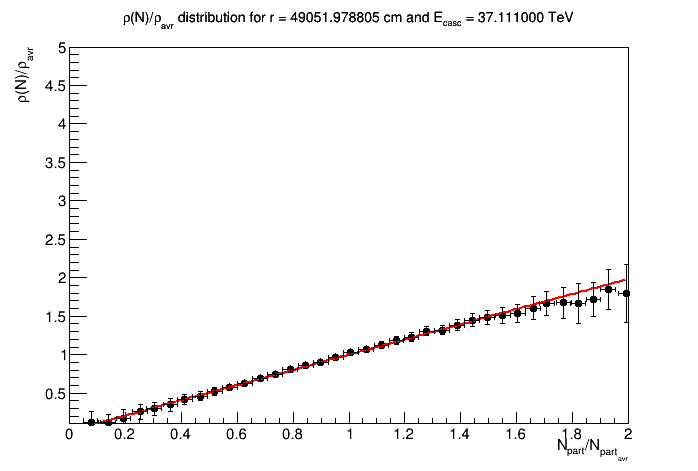 ρ(N)/ρavr distribution for r = 49051.978805 cm and Ecasc = 37.111000 TeV
ρ(N)/ρavr
5
4.5
4
3.5
3
2.5
2
1.5
1
0.5
0 0.2 0.4 0.6 0.8 1 1.2 1.4 1.6 1.8 2
Npart/Npartavr